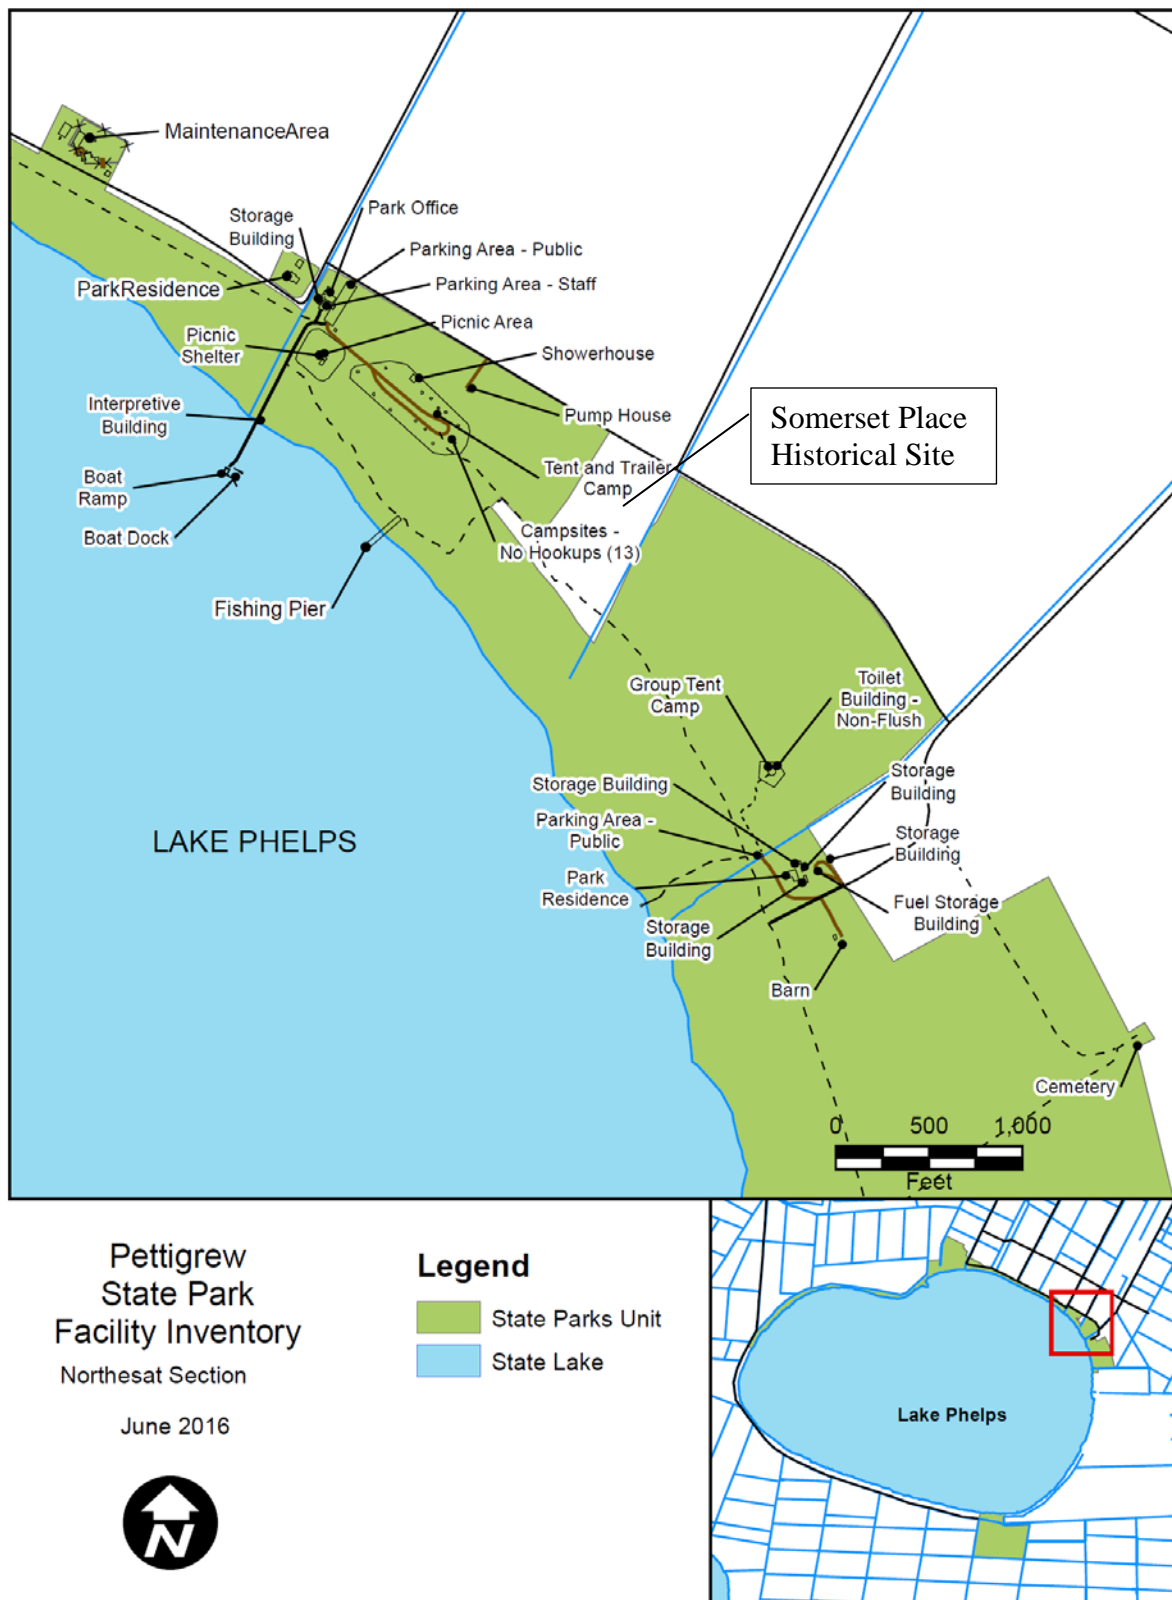 MaintenanceArea
Park Office
Storage
Building
Parking Area - Public
ParkResidence
Parking Area - Staff
Picnic Area
Picnic
Shelter
Showerhouse
Interpretive
Building
Pump House
Somerset Place
Historical Site
Boat
Ramp
Tent and Trailer
Camp
Boat Dock
Campsites -
No Hookups (13)
Fishing Pier
Group Tent
Camp
Toilet
Building -
Non-Flush
Storage Building
Storage
Building
Parking Area -
Public
Storage
Building
LAKE PHELPS
Park
Residence
Fuel Storage
Building
Storage
Building
Barn
Cemetery
0 500 1,000
Feet
Pettigrew
State Park
Facility Inventory
Northesat Section
June 2016
N
Legend
State Parks Unit
State Lake
Lake Phelps